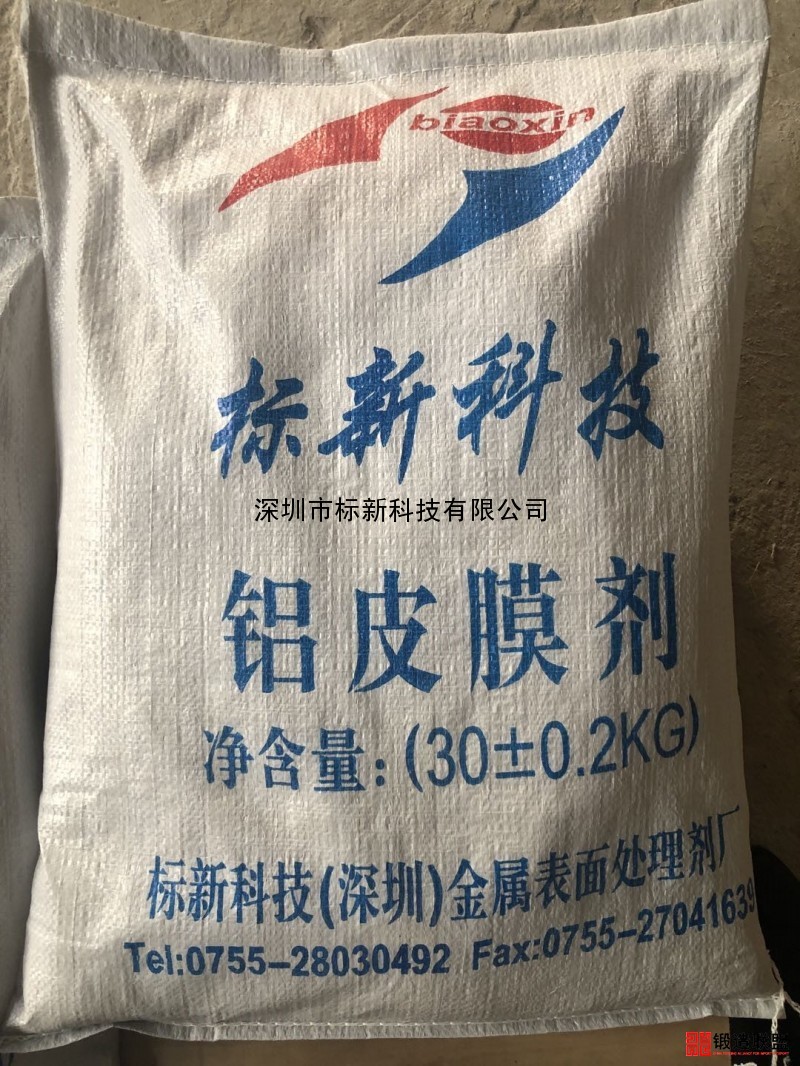 biaoxin
标新科技
深圳市标新科技有限公司
铝皮膜剂
净含量:(30±0.2KG)
标新科技(深圳)金属表面处理剂厂
Tel:0755-28030492 Fax:0755-27041639